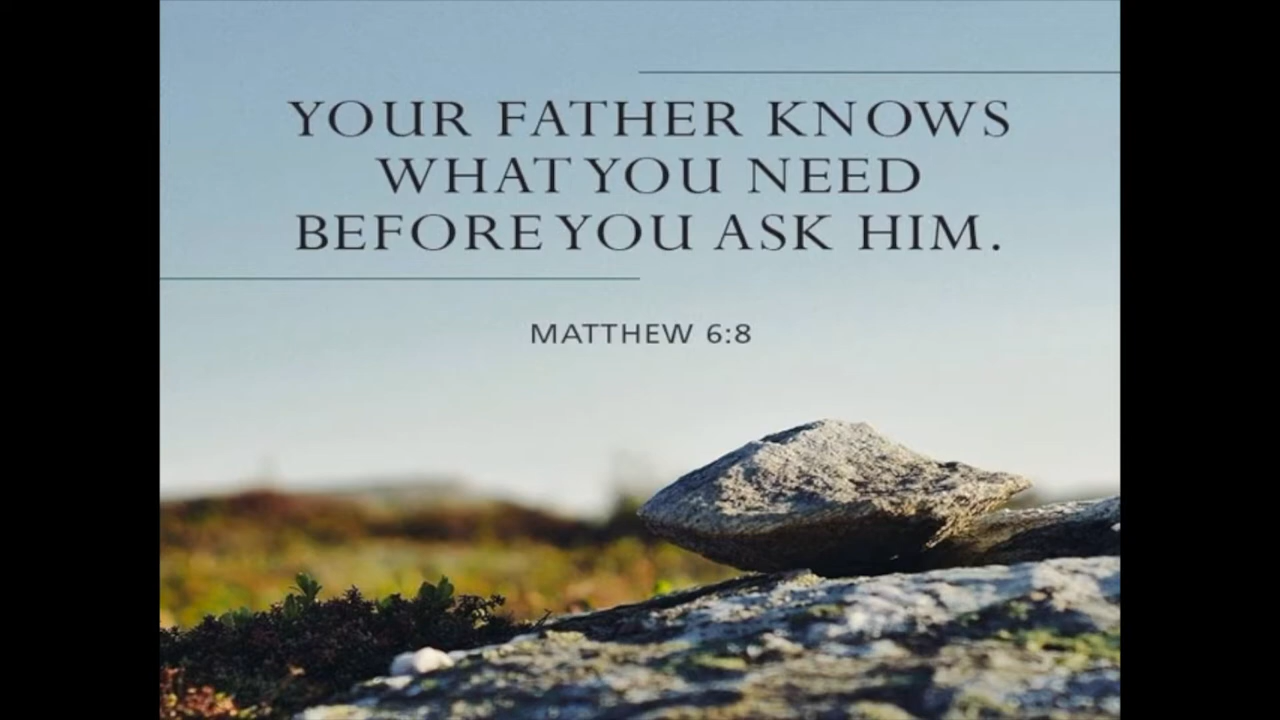 YOUR FATHER KNOWS
WHAT YOU NEED
BEFORE YOU ASK HIM.
MATTHEW 6:8